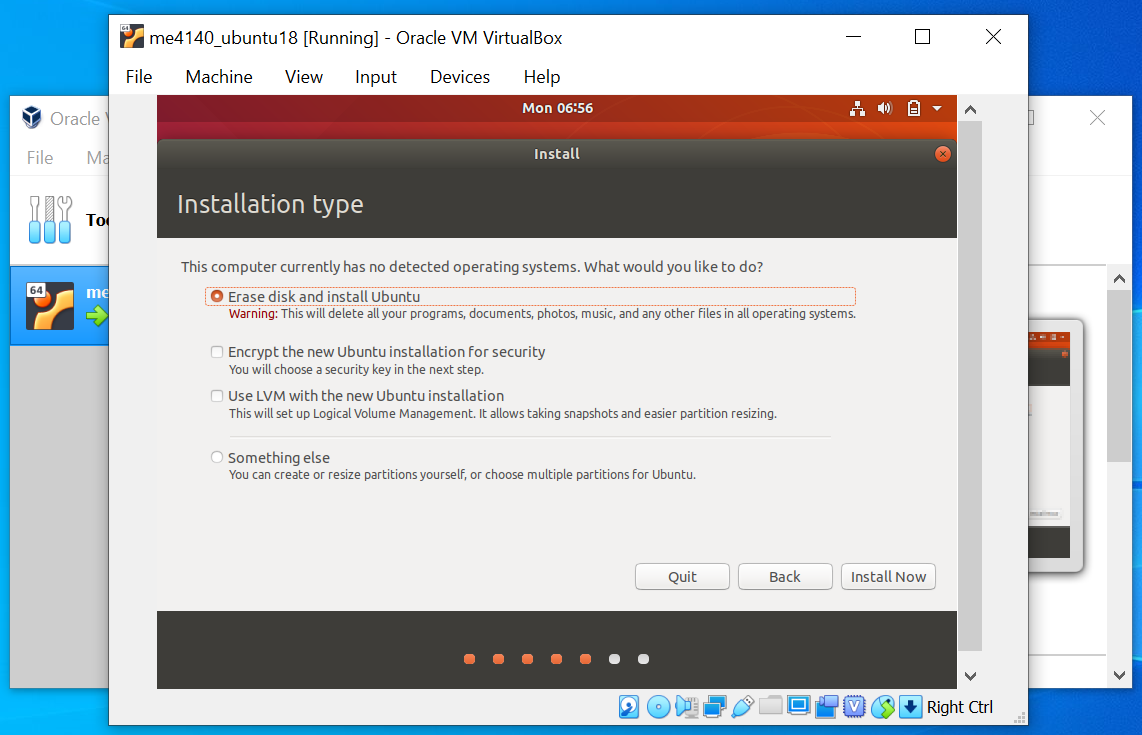 me4140_ubuntu18 [Running] - Oracle VM VirtualBox
File Machine View Input Devices Help
Oracle
File
64
Mon 06:56
Install
Installation type
This computer currently has no detected operating systems. What would you like to do?
Erase disk and install Ubuntu
Warning: This will delete all your programs, documents, photos, music, and any other files in all operating systems.
Encrypt the new Ubuntu installation for security
You will choose a security key in the next step.
Use LVM with the new Ubuntu installation
This will set up Logical Volume Management. It allows taking snapshots and easier partition resizing.
Something else
You can create or resize partitions yourself, or choose multiple partitions for Ubuntu.
Quit Back Install Now
Right Ctrl